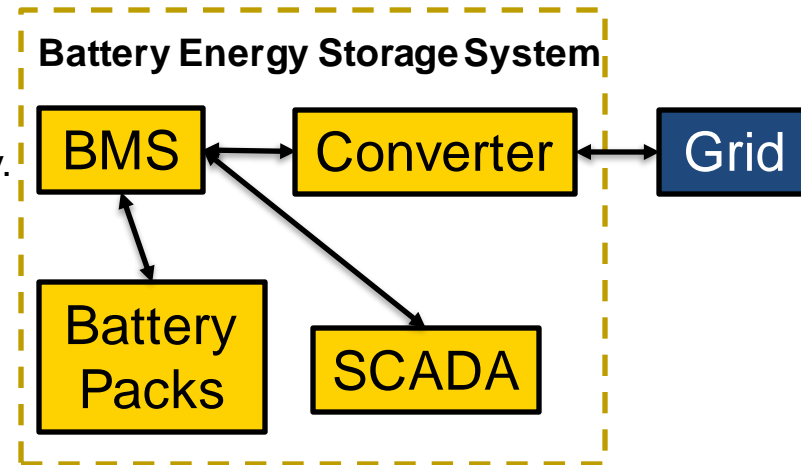 Battery Energy Storage System
BMS
Converter
Grid
y.
Battery
Packs
SCADA